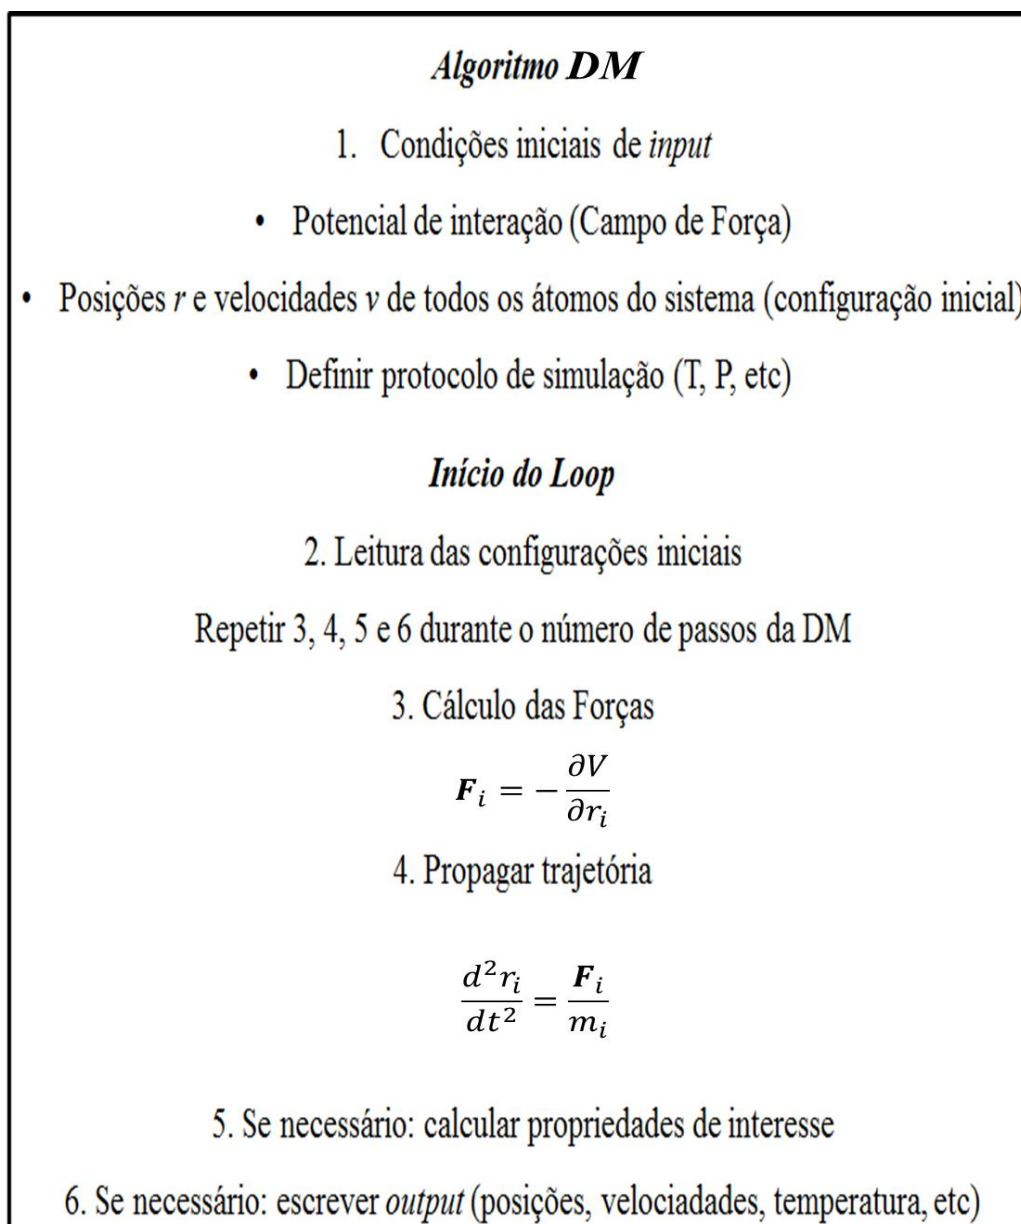 Algoritmo DM
1. Condições iniciais de input
• Potencial de interação (Campo de Força)
• Posições r e velocidades v de todos os átomos do sistema (configuração inicial)
• Definir protocolo de simulação (T, P, etc)
Início do Loop
2. Leitura das configurações iniciais
Repetir 3, 4, 5 e 6 durante o número de passos da DM
3. Cálculo das Forças
F_i = − ∂V / ∂r_i
4. Propagar trajetória
d²r_i / dt² = F_i / m_i
5. Se necessário: calcular propriedades de interesse
6. Se necessário: escrever output (posições, velociadades, temperatura, etc)